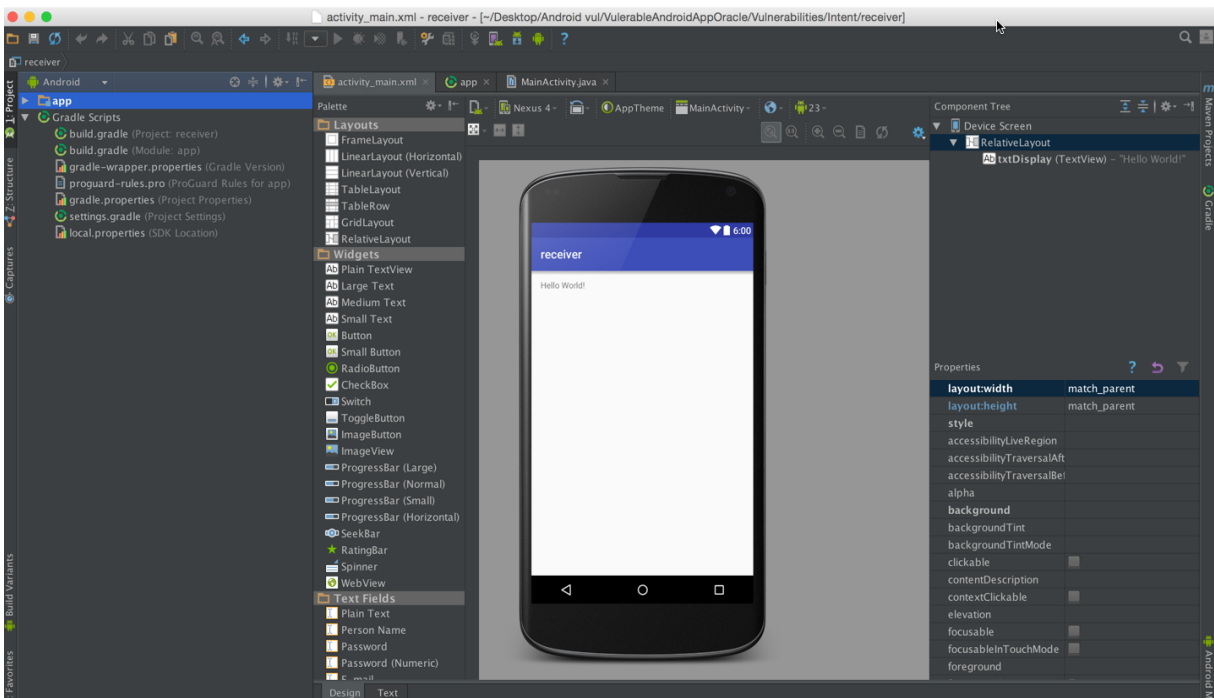 activity_main.xml - receiver - [~/Desktop/Android vul/VulerableAndroidAppOracle/Vulnerabilities/Intent/receiver]
receiver
1: Project
Z: Structure
Captures
Build Variants
Favorites
Android
app
Gradle Scripts
build.gradle (Project: receiver)
build.gradle (Module: app)
gradle-wrapper.properties (Gradle Version)
proguard-rules.pro (ProGuard Rules for app)
gradle.properties (Project Properties)
settings.gradle (Project Settings)
local.properties (SDK Location)
activity_main.xml app MainActivity.java
Palette
Layouts
FrameLayout
LinearLayout (Horizontal)
LinearLayout (Vertical)
TableLayout
TableRow
GridLayout
RelativeLayout
Widgets
Plain TextView
Large Text
Medium Text
Small Text
Button
Small Button
RadioButton
CheckBox
Switch
ToggleButton
ImageButton
ImageView
ProgressBar (Large)
ProgressBar (Normal)
ProgressBar (Small)
ProgressBar (Horizontal)
SeekBar
RatingBar
Spinner
WebView
Text Fields
Plain Text
Person Name
Password
Password (Numeric)
Design Text
Nexus 4 AppTheme MainActivity 23
6:00
receiver
Hello World!
Component Tree
Device Screen
RelativeLayout
Ab txtDisplay (TextView) – "Hello World!"
Properties
layout:width match_parent
layout:height match_parent
style
accessibilityLiveRegion
accessibilityTraversalAft
accessibilityTraversalBef
alpha
background
backgroundTint
backgroundTintMode
clickable
contentDescription
contextClickable
elevation
focusable
focusableInTouchMode
foreground
Maven Projects
Gradle
Android M